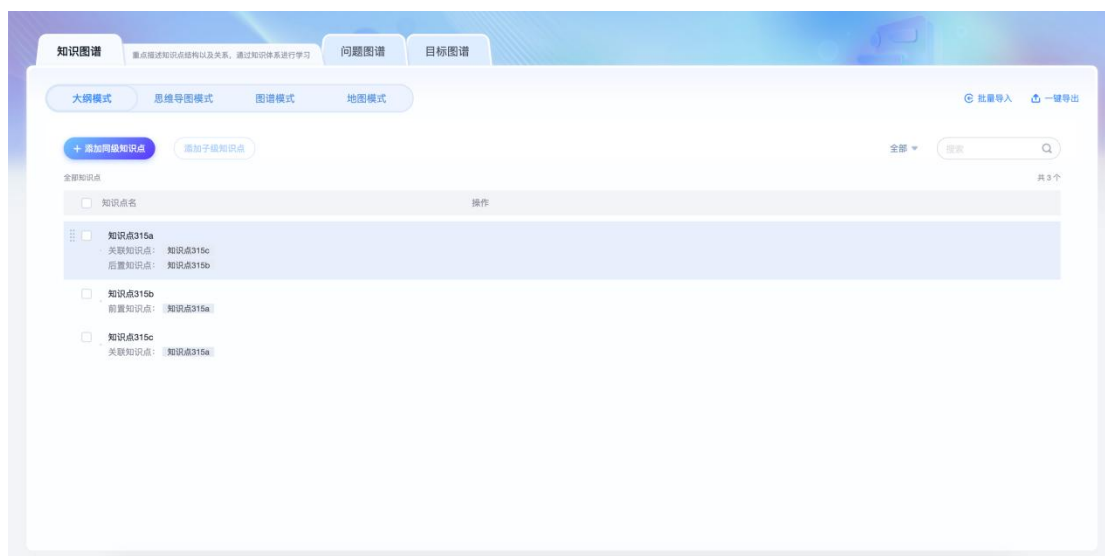 知识图谱 重点描述知识点结构以及关系，通过知识体系进行学习 问题图谱 目标图谱
大纲模式 思维导图模式 图谱模式 地图模式 批量导入 一键导出
+ 添加同级知识点 添加子级知识点 全部 搜索
全部知识点 共3个
知识点名 操作
知识点315a
关联知识点： 知识点315c
后置知识点： 知识点315b
知识点315b
前置知识点： 知识点315a
知识点315c
关联知识点： 知识点315a